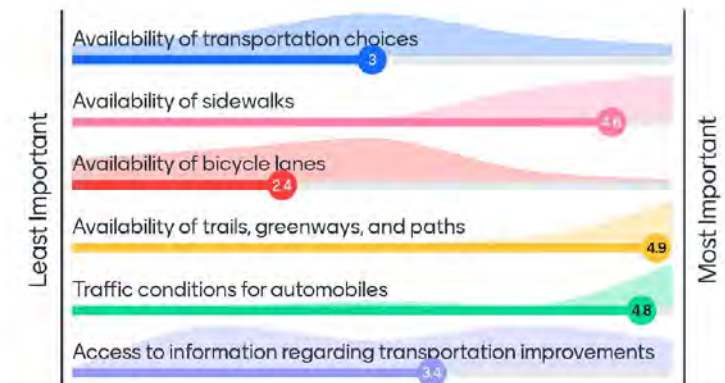 Availability of transportation choices
3
Availability of sidewalks
4.6
Availability of bicycle lanes
2.4
Availability of trails, greenways, and paths
4.9
Traffic conditions for automobiles
4.8
Access to information regarding transportation improvements
3.4
Least Important
Most Important